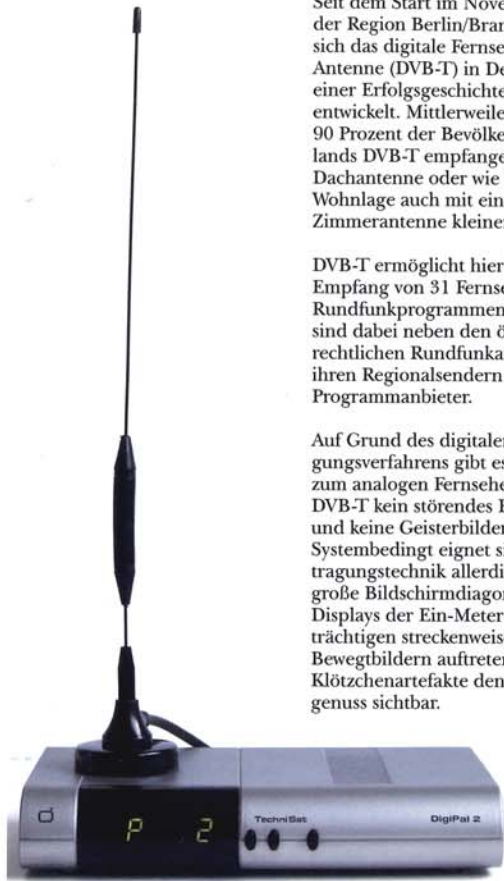 Seit dem Start im Nove
der Region Berlin/Bran
sich das digitale Fernse
Antenne (DVB-T) in De
einer Erfolgsgeschichte
entwickelt. Mittlerweile
90 Prozent der Bevölke
lands DVB-T empfange
Dachantenne oder wie
Wohnlage auch mit ein
Zimmerantenne kleine
DVB-T ermöglicht hier
Empfang von 31 Fernse
Rundfunkprogrammen
sind dabei neben den ö
rechtlichen Rundfunka
ihren Regionalsendern
Programmanbieter.
Auf Grund des digitale
gungsverfahrens gibt es
zum analogen Fernsehe
DVB-T kein störendes
und keine Geisterbilder
Systembedingt eignet s
tragungstechnik allerdi
große Bildschirmdiagon
Displays der Ein-Meter
trächtigen streckenweis
Bewegtbildern auftreten
Klötzchenartefakte den
genuss sichtbar.
P 2
TechniSat
DigiPal 2